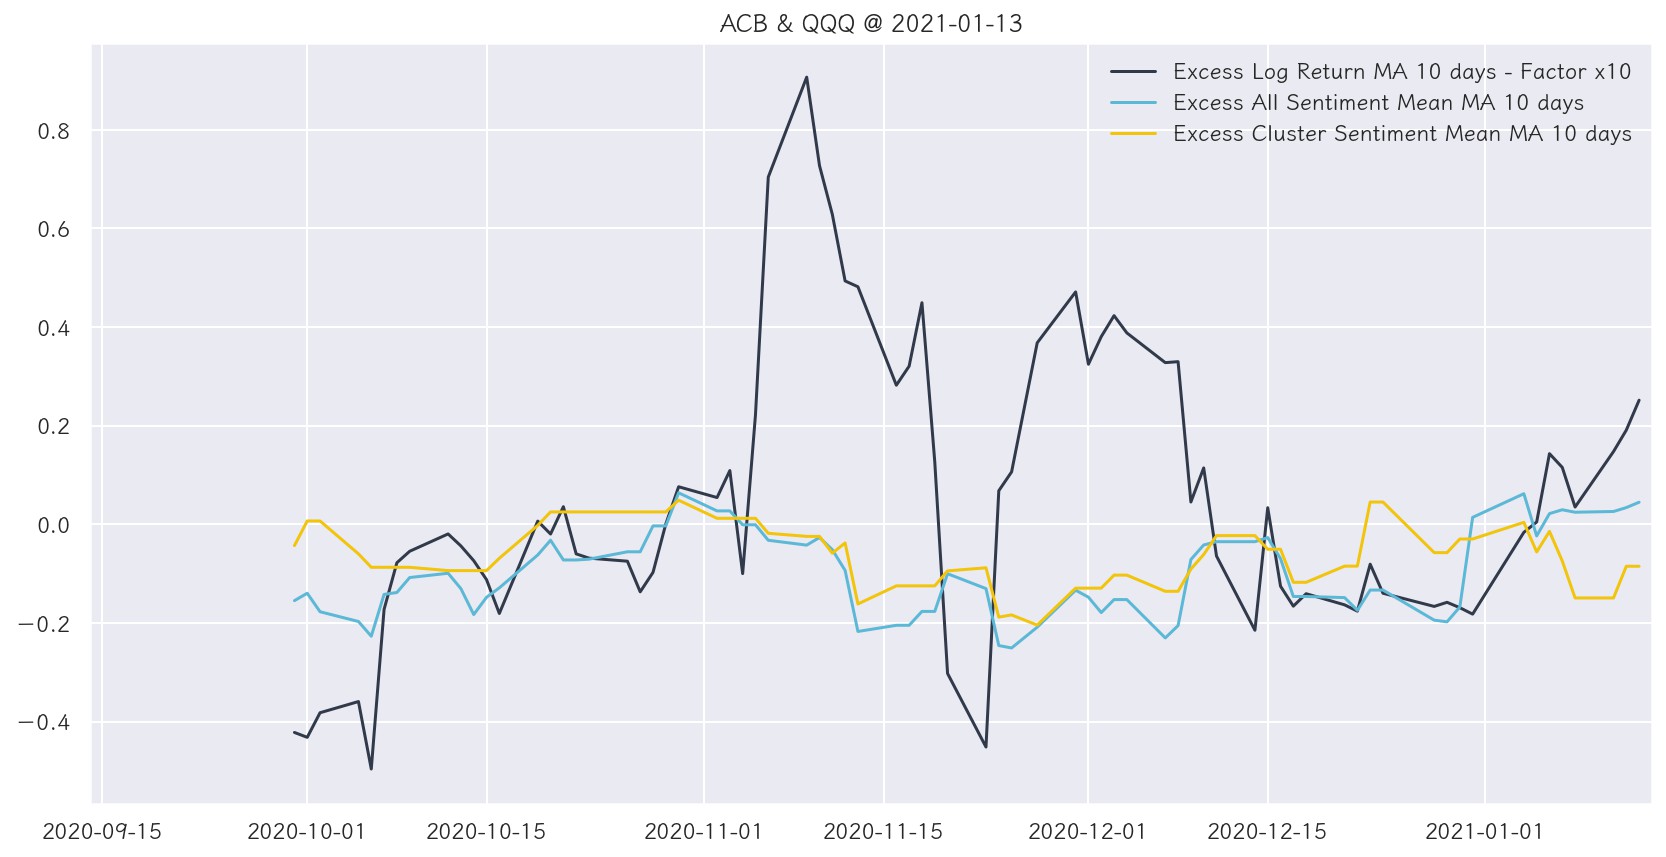 ACB & QQQ @ 2021-01-13
Excess Log Return MA 10 days - Factor x10
Excess All Sentiment Mean MA 10 days
Excess Cluster Sentiment Mean MA 10 days
0.8
0.6
0.4
0.2
0.0
−0.2
−0.4
2020-09-15 2020-10-01 2020-10-15 2020-11-01 2020-11-15 2020-12-01 2020-12-15 2021-01-01